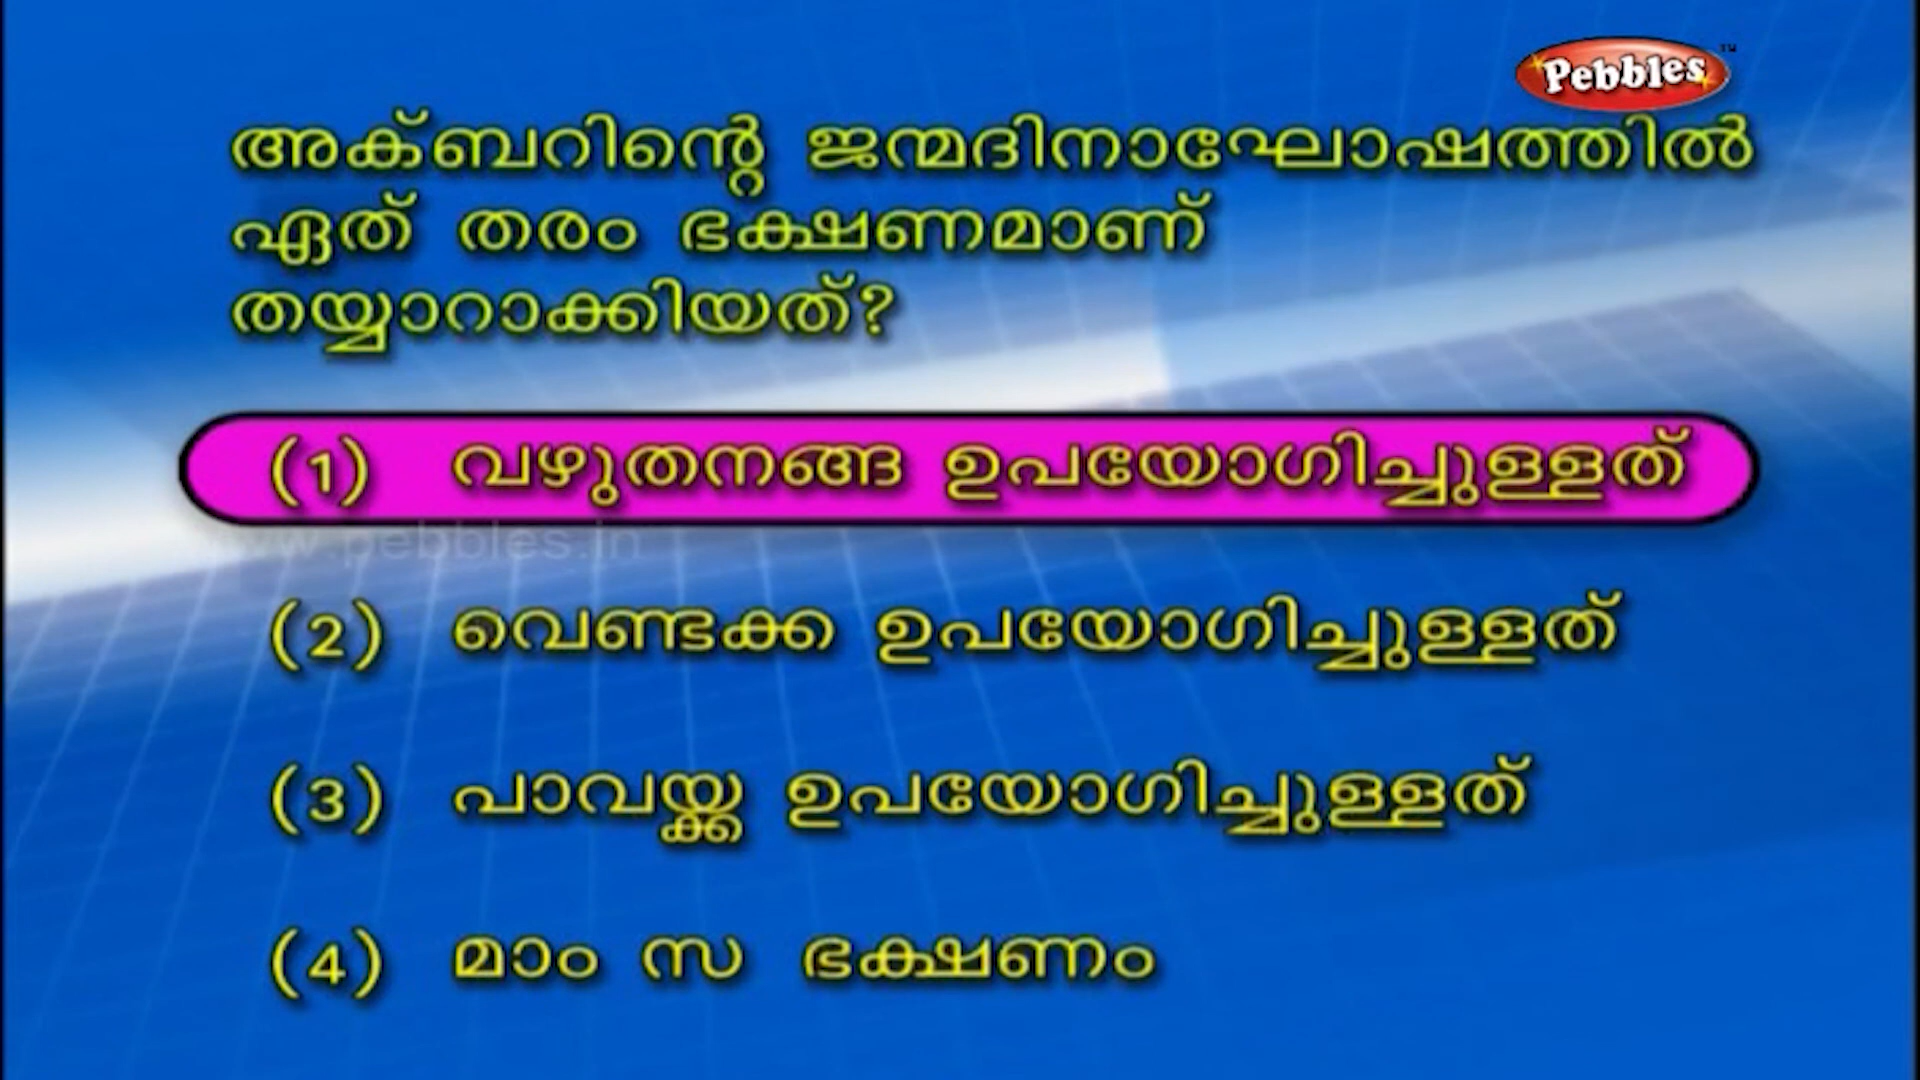 Pebbles™
അക്ബറിന്റെ ജന്മദിനാഘോഷത്തിൽ
ഏത് തരം ഭക്ഷണമാണ്
തയ്യാറാക്കിയത്?
(1) വഴുതനങ്ങ ഉപയോഗിച്ചുള്ളത്
www.pebbles.in
(2) വെണ്ടക്ക ഉപയോഗിച്ചുള്ളത്
(3) പാവയ്ക്ക ഉപയോഗിച്ചുള്ളത്
(4) മാം സ ഭക്ഷണം